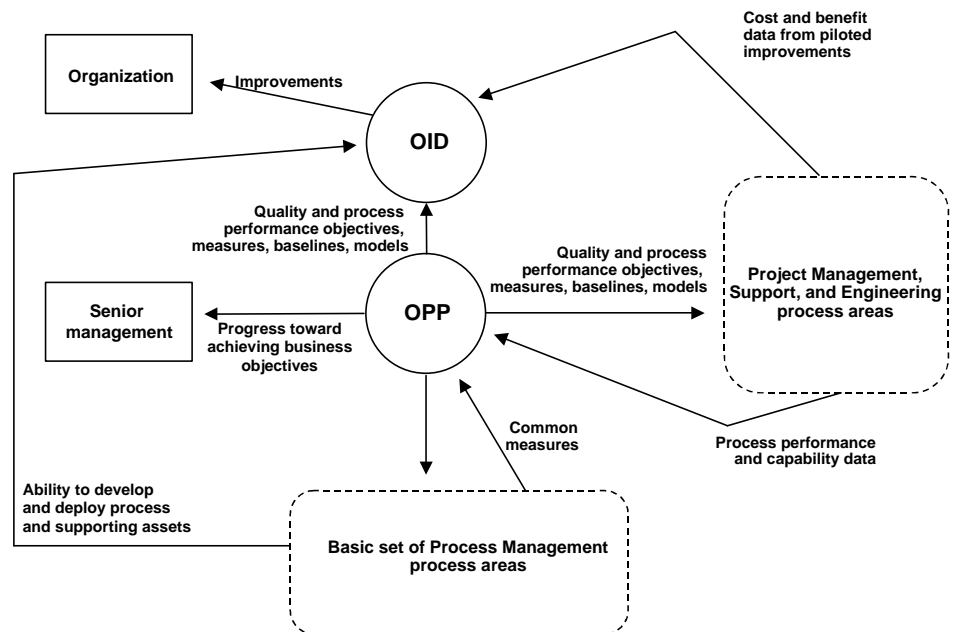 Cost and benefit
data from piloted
improvements
Organization
Improvements
OID
Quality and process
performance objectives,
measures, baselines, models
Quality and process
performance objectives,
measures, baselines, models
Project Management,
Support, and Engineering
process areas
Senior
management
OPP
Progress toward
achieving business
objectives
Common
measures
Process performance
and capability data
Ability to develop
and deploy process
and supporting assets
Basic set of Process Management
process areas